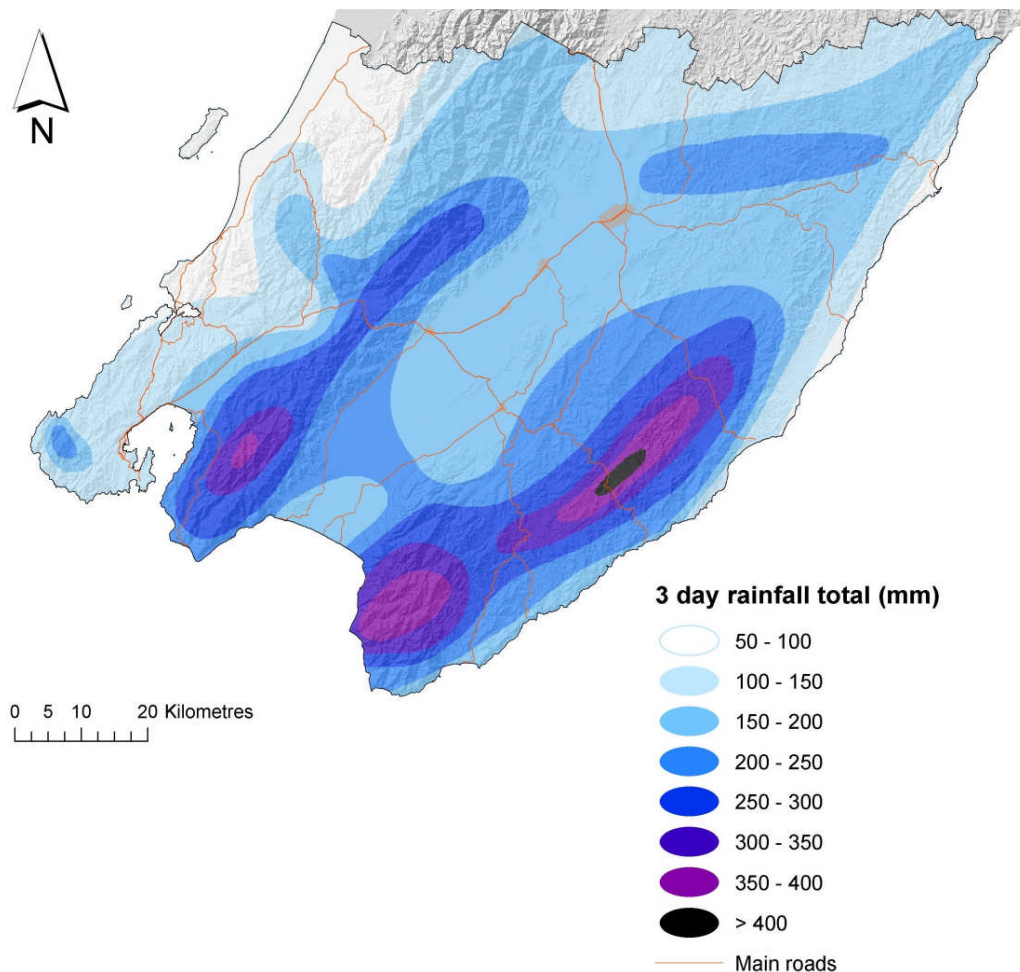 N
0 5 10 20 Kilometres
3 day rainfall total (mm)
50 - 100
100 - 150
150 - 200
200 - 250
250 - 300
300 - 350
350 - 400
> 400
Main roads